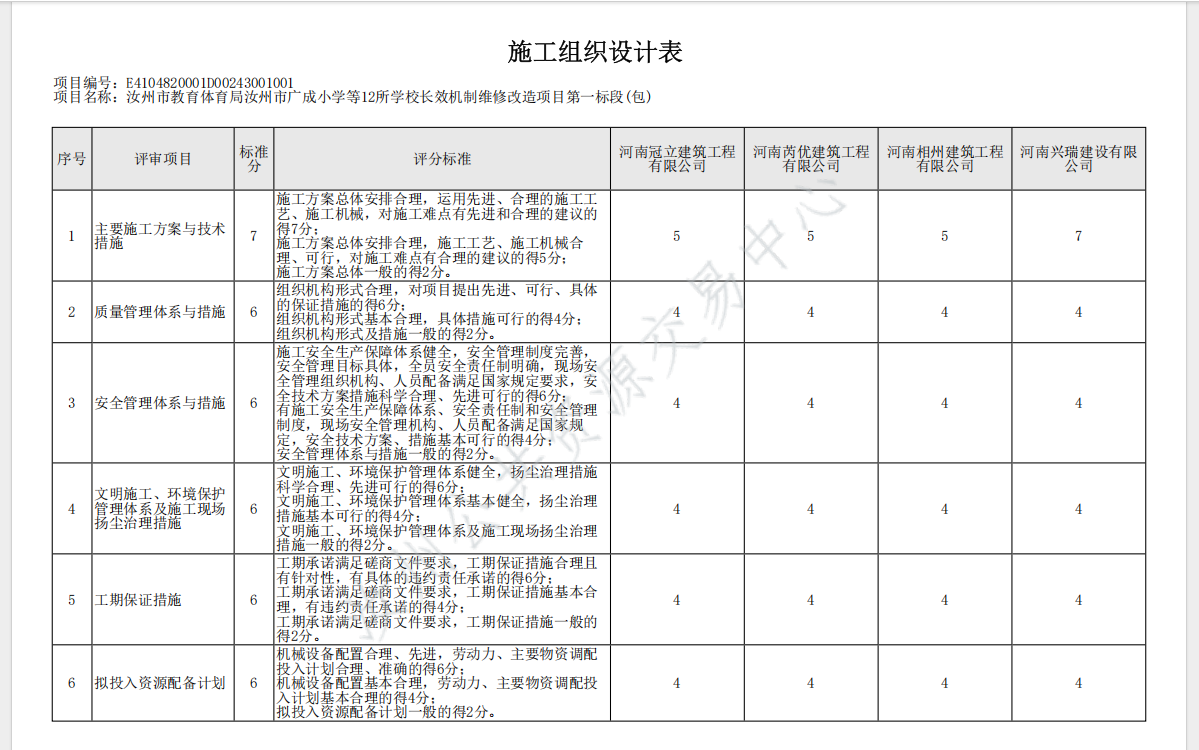 施工组织设计表
项目编号：E4104820001D00243001001
项目名称：汝州市教育体育局汝州市广成小学等12所学校长效机制维修改造项目第一标段(包)
序号 评审项目 标准分 评分标准 河南冠立建筑工程有限公司 河南芮优建筑工程有限公司 河南相州建筑工程有限公司 河南兴瑞建设有限公司
1 主要施工方案与技术措施 7
施工方案总体安排合理，运用先进、合理的施工工
艺、施工机械，对施工难点有先进和合理的建议的
得7分；
施工方案总体安排合理，施工工艺、施工机械合
理、可行，对施工难点有合理的建议的得5分；
施工方案总体一般的得2分。
5 5 5 7
2 质量管理体系与措施 6
组织机构形式合理，对项目提出先进、可行、具体
的保证措施的得6分；
组织机构形式基本合理，具体措施可行的得4分；
组织机构形式及措施一般的得2分。
4 4 4 4
3 安全管理体系与措施 6
施工安全生产保障体系健全，安全管理制度完善，
安全管理目标具体，全员安全责任制明确，现场安
全管理组织机构、人员配备满足国家规定要求，安
全技术方案措施科学合理、先进可行的得6分；
有施工安全生产保障体系、安全责任制和安全管理
制度，现场安全管理机构、人员配备满足国家规
定，安全技术方案、措施基本可行的得4分；
安全管理体系与措施一般的得2分。
4 4 4 4
4 文明施工、环境保护管理体系及施工现场扬尘治理措施 6
文明施工、环境保护管理体系健全，扬尘治理措施
科学合理、先进可行的得6分；
文明施工、环境保护管理体系基本健全，扬尘治理
措施基本可行的得4分；
文明施工、环境保护管理体系及施工现场扬尘治理
措施一般的得2分。
4 4 4 4
5 工期保证措施 6
工期承诺满足磋商文件要求，工期保证措施合理且
有针对性，有具体的违约责任承诺的得6分；
工期承诺满足磋商文件要求，工期保证措施基本合
理，有违约责任承诺的得4分；
工期承诺满足磋商文件要求，工期保证措施一般的
得2分。
4 4 4 4
6 拟投入资源配备计划 6
机械设备配置合理、先进，劳动力、主要物资调配
投入计划合理、准确的得6分；
机械设备配置基本合理，劳动力、主要物资调配投
入计划基本合理的得4分；
拟投入资源配备计划一般的得2分。
4 4 4 4
汝州公共资源交易中心